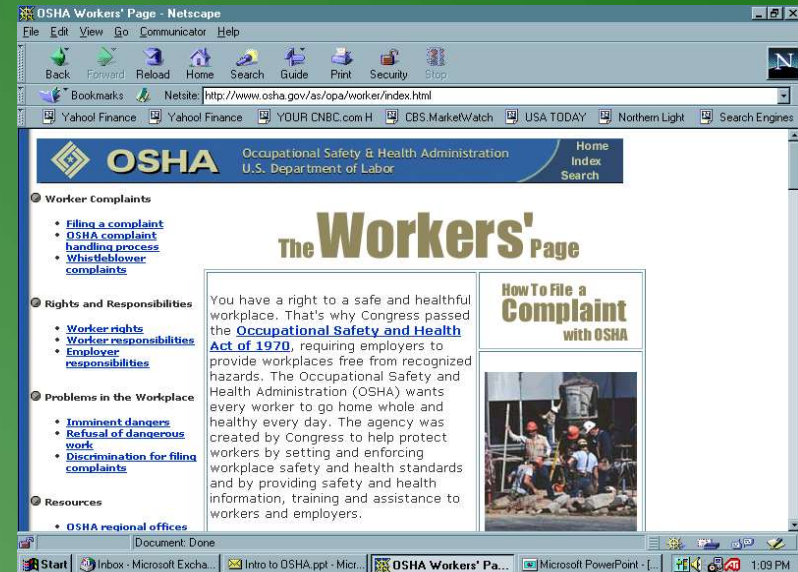 OSHA Workers' Page - Netscape
File Edit View Go Communicator Help
Back Forward Reload Home Search Guide Print Security Stop
N
Bookmarks Netsite: http://www.osha.gov/as/opa/worker/index.html
Yahoo! Finance Yahoo! Finance YOUR CNBC.com H CBS.MarketWatch USA TODAY Northern Light Search Engines
OSHA
Occupational Safety & Health Administration
U.S. Department of Labor
Home
Index
Search
Worker Complaints
• Filing a complaint
• OSHA complaint
handling process
• Whistleblower
complaints
Rights and Responsibilities
• Worker rights
• Worker responsibilities
• Employer
responsibilities
Problems in the Workplace
• Imminent dangers
• Refusal of dangerous
work
• Discrimination for filing
complaints
Resources
• OSHA regional offices
The Workers' Page
You have a right to a safe and healthful
workplace. That's why Congress passed
the Occupational Safety and Health
Act of 1970, requiring employers to
provide workplaces free from recognized
hazards. The Occupational Safety and
Health Administration (OSHA) wants
every worker to go home whole and
healthy every day. The agency was
created by Congress to help protect
workers by setting and enforcing
workplace safety and health standards
and by providing safety and health
information, training and assistance to
workers and employers.
How To File a
Complaint
with OSHA
Document: Done
Start Inbox - Microsoft Excha... Intro to OSHA.ppt - Micr... OSHA Workers' Pa... Microsoft PowerPoint - [... 1:09 PM